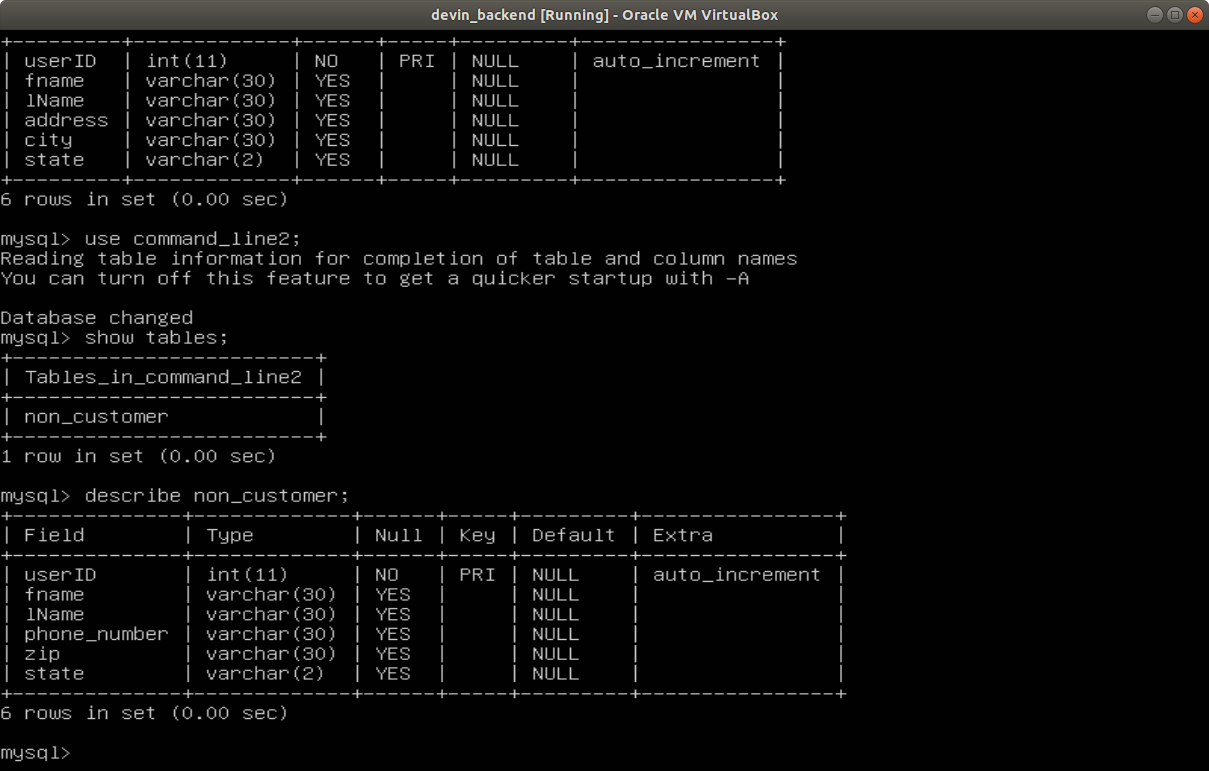 devin_backend [Running] - Oracle VM VirtualBox
+---------+-------------+------+-----+---------+----------------+
| userID  | int(11)     | NO   | PRI | NULL    | auto_increment |
| fname   | varchar(30) | YES  |     | NULL    |                |
| lName   | varchar(30) | YES  |     | NULL    |                |
| address | varchar(30) | YES  |     | NULL    |                |
| city    | varchar(30) | YES  |     | NULL    |                |
| state   | varchar(2)  | YES  |     | NULL    |                |
+---------+-------------+------+-----+---------+----------------+
6 rows in set (0.00 sec)
mysql> use command_line2;
Reading table information for completion of table and column names
You can turn off this feature to get a quicker startup with -A
Database changed
mysql> show tables;
+-------------------------+
| Tables_in_command_line2 |
+-------------------------+
| non_customer            |
+-------------------------+
1 row in set (0.00 sec)
mysql> describe non_customer;
+--------------+-------------+------+-----+---------+----------------+
| Field        | Type        | Null | Key | Default | Extra          |
+--------------+-------------+------+-----+---------+----------------+
| userID       | int(11)     | NO   | PRI | NULL    | auto_increment |
| fname        | varchar(30) | YES  |     | NULL    |                |
| lName        | varchar(30) | YES  |     | NULL    |                |
| phone_number | varchar(30) | YES  |     | NULL    |                |
| zip          | varchar(30) | YES  |     | NULL    |                |
| state        | varchar(2)  | YES  |     | NULL    |                |
+--------------+-------------+------+-----+---------+----------------+
6 rows in set (0.00 sec)
mysql>